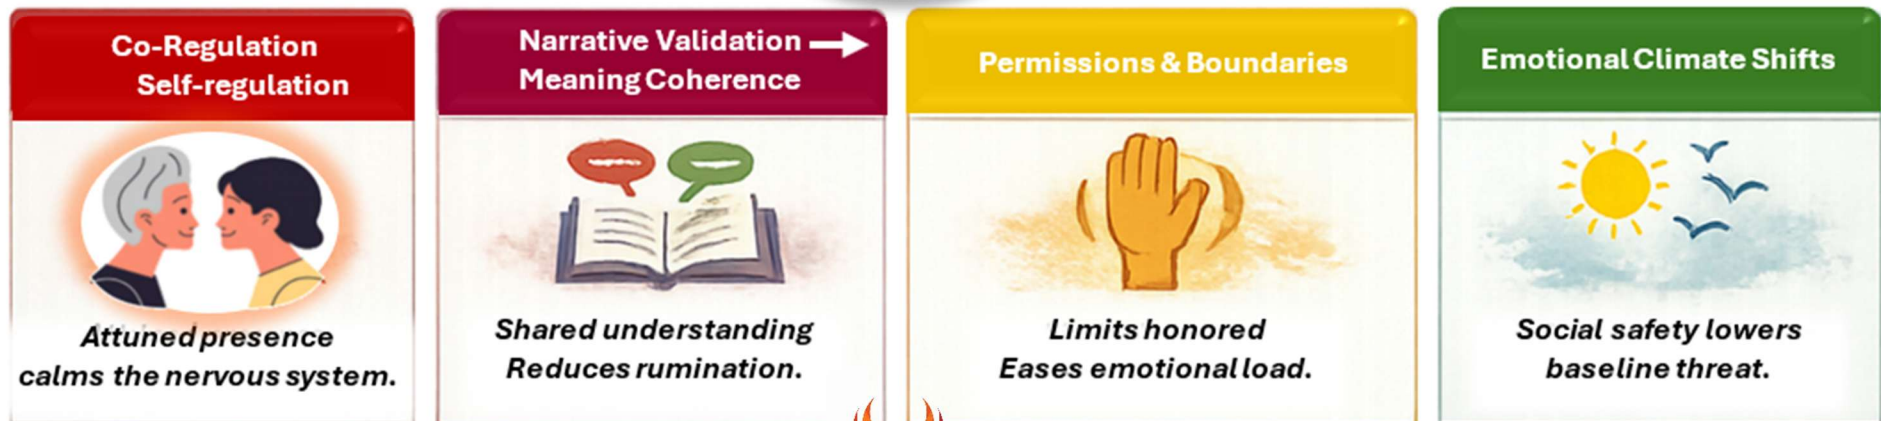 Co-Regulation
Self-regulation
Attuned presence
calms the nervous system.
Narrative Validation →
Meaning Coherence
Shared understanding
Reduces rumination.
Permissions & Boundaries
Limits honored
Eases emotional load.
Emotional Climate Shifts
Social safety lowers
baseline threat.